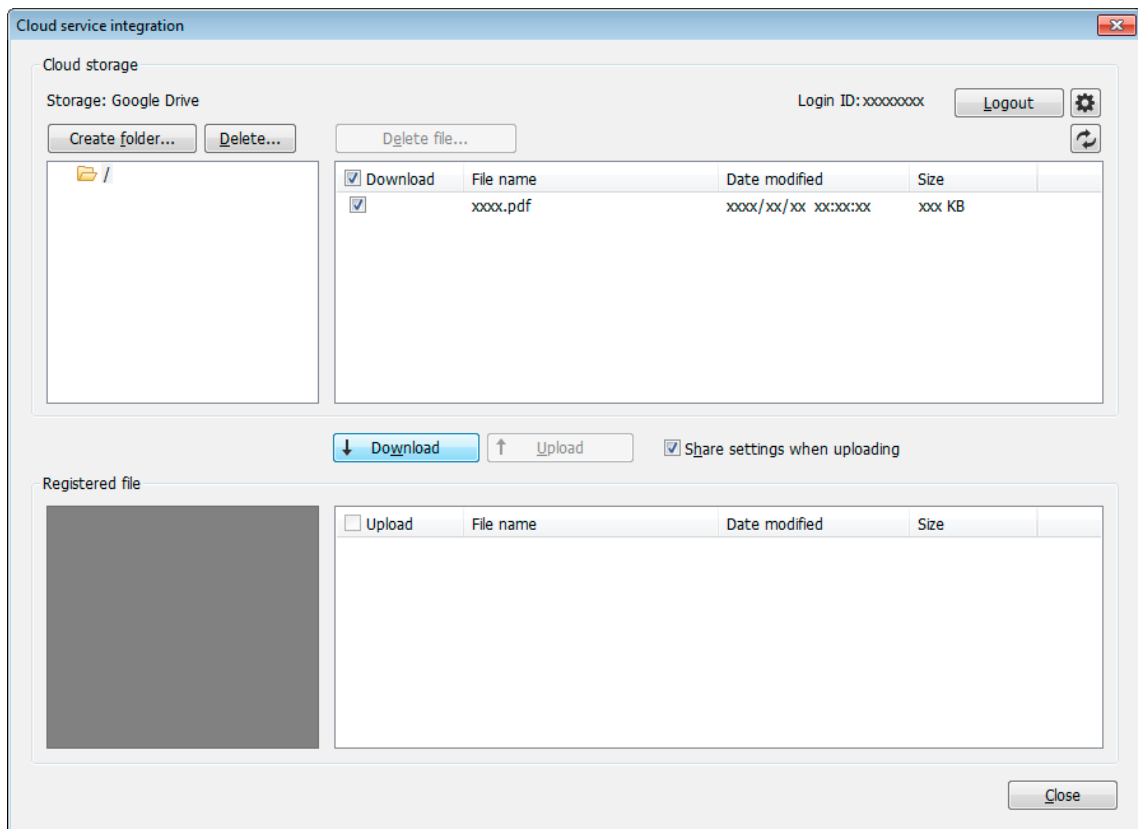 Cloud service integration
Cloud storage
Storage: Google Drive
Login ID: xxxxxxxx
Logout
Create folder...
Delete...
Delete file...
/
Download File name Date modified Size
xxxx.pdf xxxx/xx/xx xx:xx:xx xxx KB
Download
Upload
Share settings when uploading
Registered file
Upload File name Date modified Size
Close